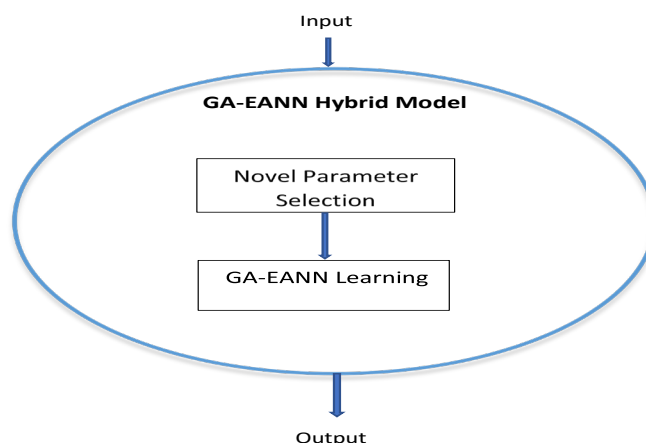 Input
GA-EANN Hybrid Model
Novel Parameter
Selection
GA-EANN Learning
Output